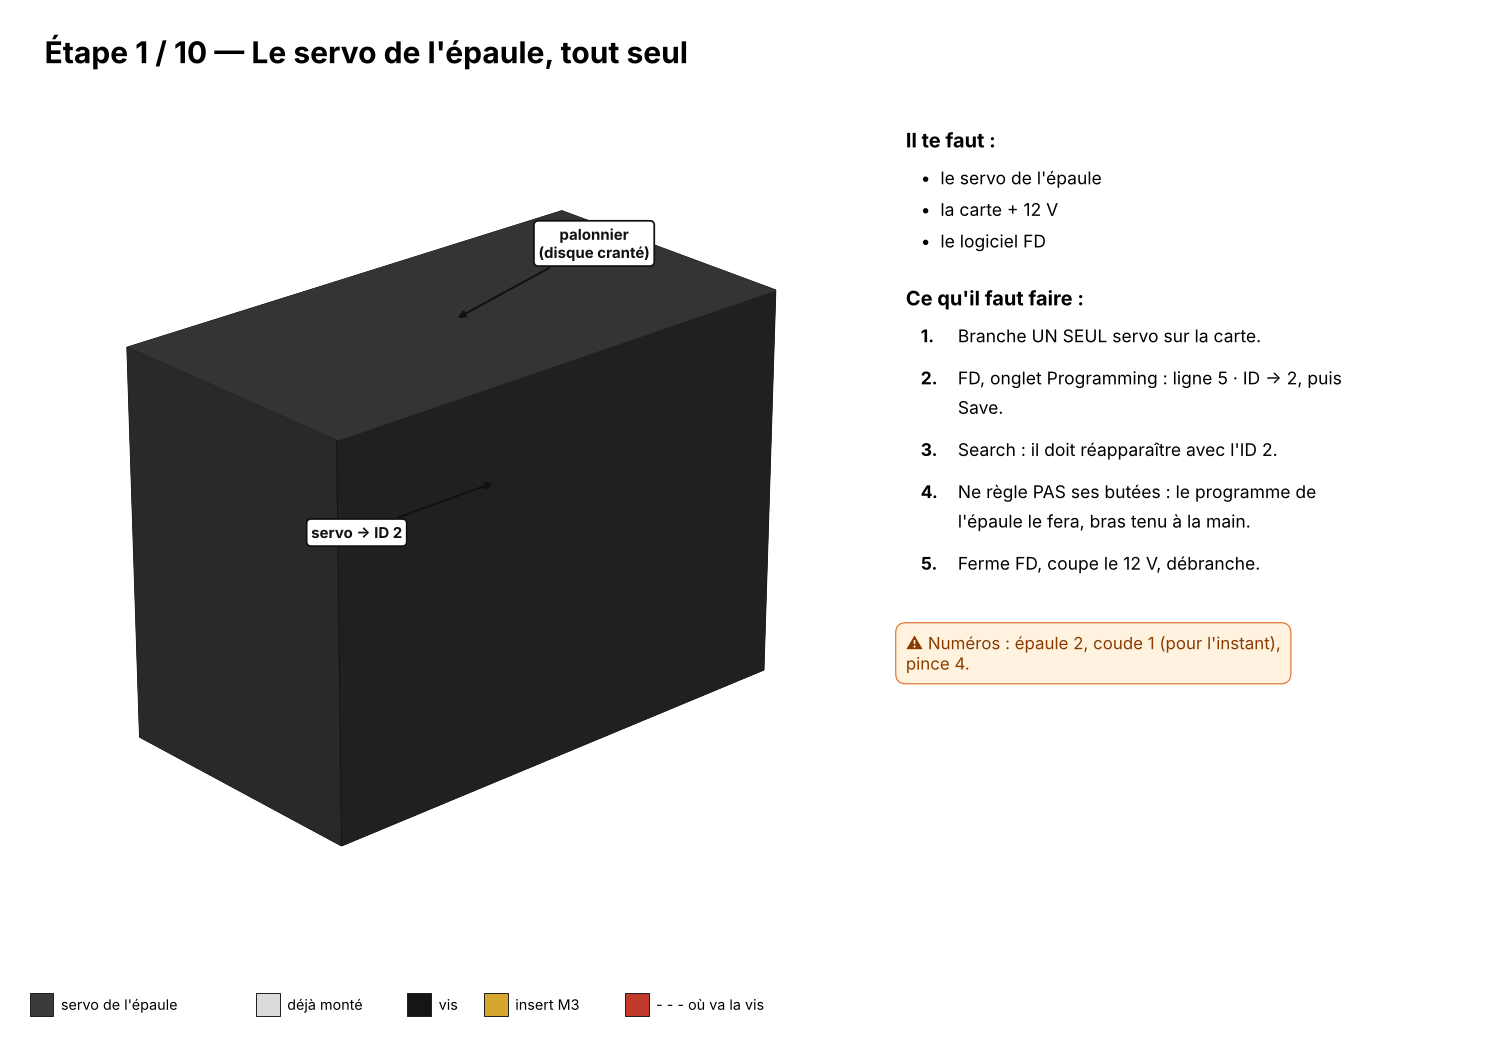 Étape 1 / 10 — Le servo de l'épaule, tout seul
palonnier
(disque cranté)
servo → ID 2
Il te faut :
• le servo de l'épaule
• la carte + 12 V
• le logiciel FD
Ce qu'il faut faire :
1. Branche UN SEUL servo sur la carte.
2. FD, onglet Programming : ligne 5 · ID → 2, puis
Save.
3. Search : il doit réapparaître avec l'ID 2.
4. Ne règle PAS ses butées : le programme de
l'épaule le fera, bras tenu à la main.
5. Ferme FD, coupe le 12 V, débranche.
⚠ Numéros : épaule 2, coude 1 (pour l'instant),
pince 4.
servo de l'épaule
déjà monté
vis
insert M3
- - - où va la vis